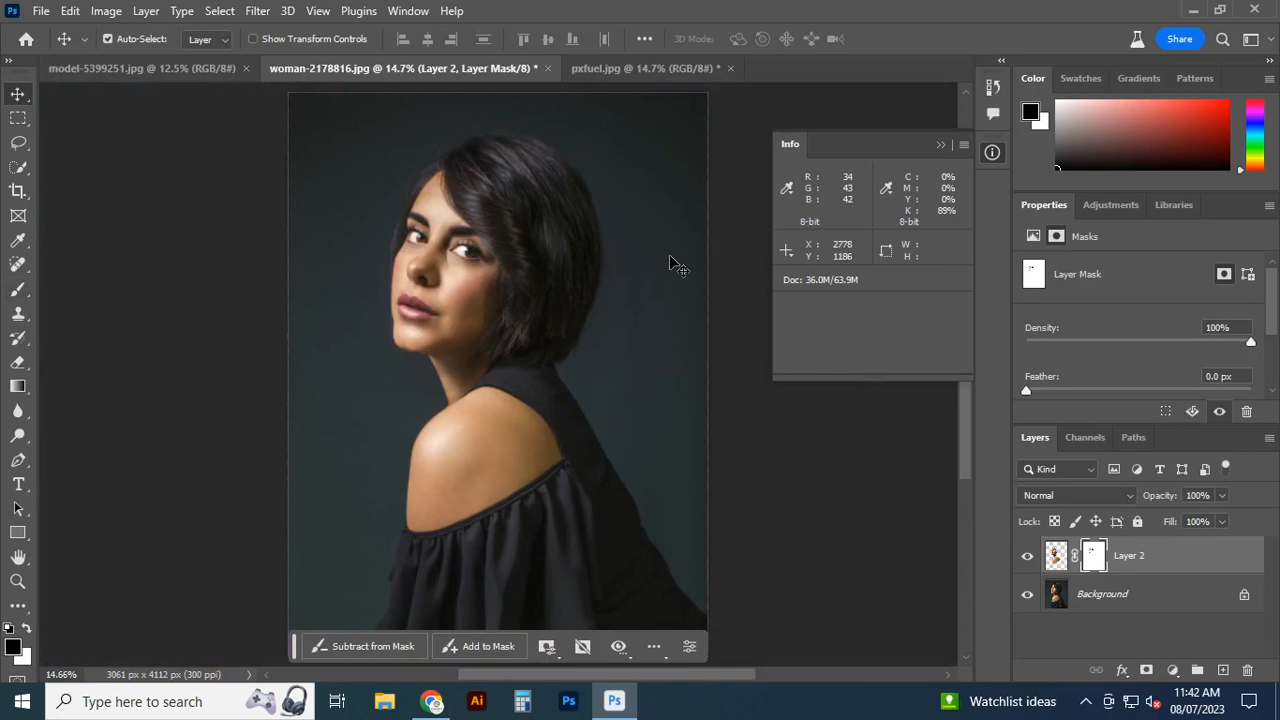 Ps File Edit Image Layer Type Select Filter 3D View Plugins Window Help
Auto-Select: Layer Show Transform Controls 3D Mode: Share
model-5399251.jpg @ 12.5% (RGB/8#) × woman-2178816.jpg @ 14.7% (Layer 2, Layer Mask/8) * × pxfuel.jpg @ 14.7% (RGB/8#) * ×
Color Swatches Gradients Patterns
Info
R: 34 C: 0%
G: 43 M: 0%
B: 42 Y: 0%
K: 89%
8-bit 8-bit
X: 2778 W:
Y: 1186 H:
Doc: 36.0M/63.9M
Properties Adjustments Libraries
Masks
Layer Mask
Density: 100%
Feather: 0.0 px
Layers Channels Paths
Kind
Normal Opacity: 100%
Lock: Fill: 100%
Layer 2
Background
Subtract from Mask Add to Mask
14.66% 3061 px x 4112 px (300 ppi)
Type here to search Ai Ps Ps Watchlist ideas 11:42 AM
08/07/2023